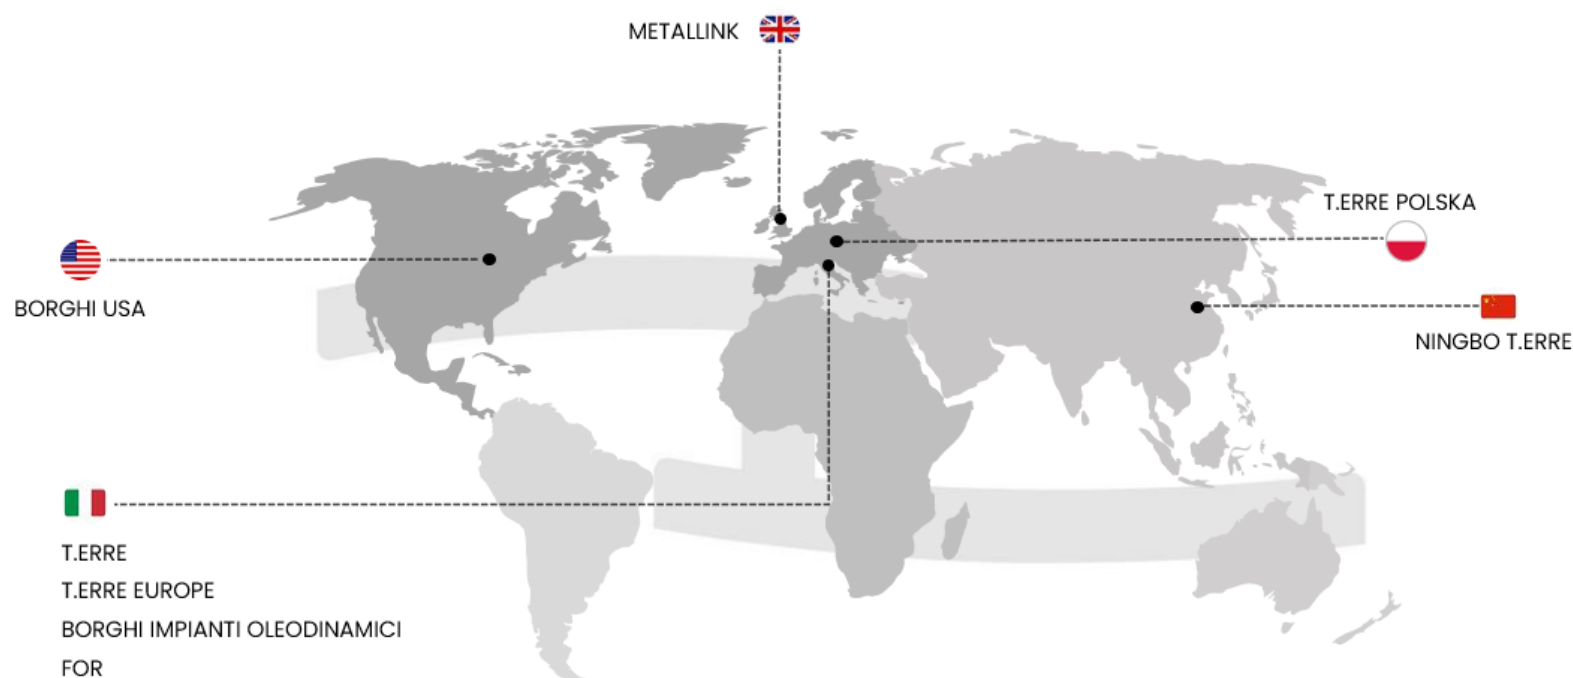 METALLINK
T.ERRE POLSKA
BORGHI USA
NINGBO T.ERRE
T.ERRE
T.ERRE EUROPE
BORGHI IMPIANTI OLEODINAMICI
FOR